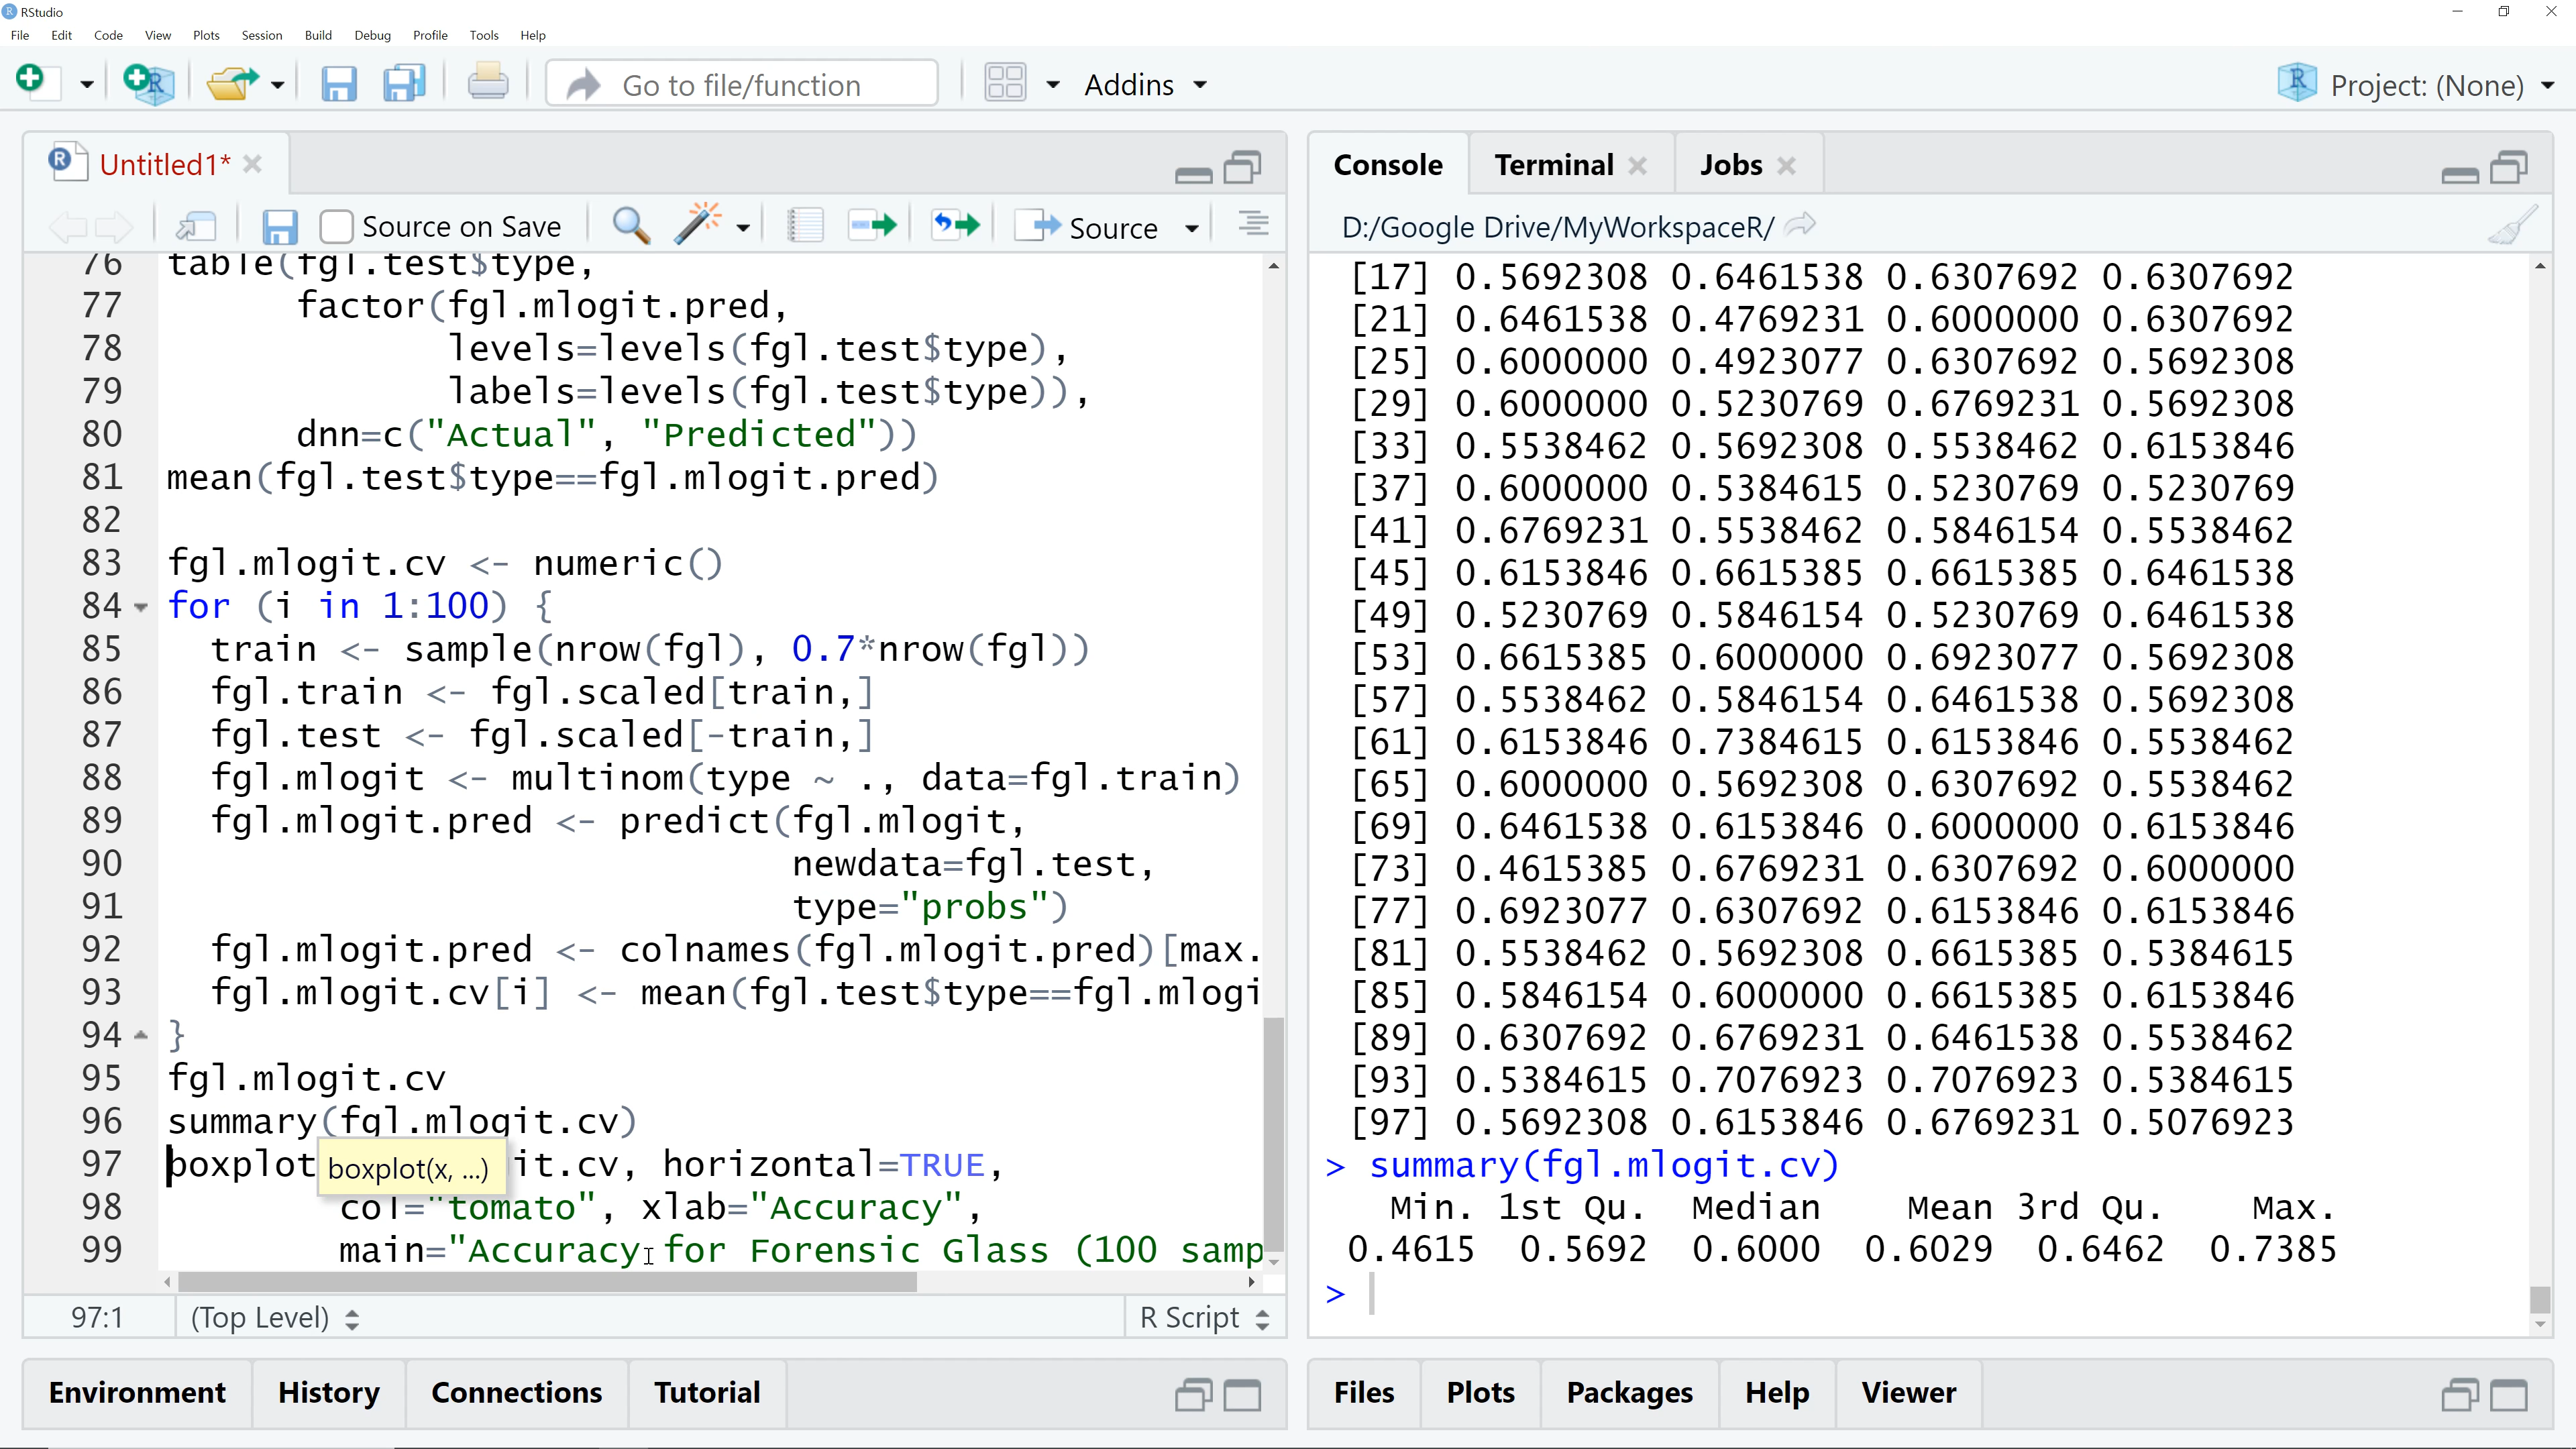 RStudio
File Edit Code View Plots Session Build Debug Profile Tools Help
Go to file/function Addins Project: (None)
Untitled1*
Source on Save Source
76 table(fgl.test$type,
77 factor(fgl.mlogit.pred,
78 levels=levels(fgl.test$type),
79 labels=levels(fgl.test$type)),
80 dnn=c("Actual", "Predicted"))
81 mean(fgl.test$type==fgl.mlogit.pred)
82
83 fgl.mlogit.cv <- numeric()
84 for (i in 1:100) {
85 train <- sample(nrow(fgl), 0.7*nrow(fgl))
86 fgl.train <- fgl.scaled[train,]
87 fgl.test <- fgl.scaled[-train,]
88 fgl.mlogit <- multinom(type ~ ., data=fgl.train)
89 fgl.mlogit.pred <- predict(fgl.mlogit,
90 newdata=fgl.test,
91 type="probs")
92 fgl.mlogit.pred <- colnames(fgl.mlogit.pred)[max.
93 fgl.mlogit.cv[i] <- mean(fgl.test$type==fgl.mlogi
94 }
95 fgl.mlogit.cv
96 summary(fgl.mlogit.cv)
97 boxplot it.cv, horizontal=TRUE,
boxplot(x, ...)
98 col="tomato", xlab="Accuracy",
99 main="Accuracy for Forensic Glass (100 samp
97:1 (Top Level) R Script
Environment History Connections Tutorial
Console Terminal Jobs
D:/Google Drive/MyWorkspaceR/
[17] 0.5692308 0.6461538 0.6307692 0.6307692
[21] 0.6461538 0.4769231 0.6000000 0.6307692
[25] 0.6000000 0.4923077 0.6307692 0.5692308
[29] 0.6000000 0.5230769 0.6769231 0.5692308
[33] 0.5538462 0.5692308 0.5538462 0.6153846
[37] 0.6000000 0.5384615 0.5230769 0.5230769
[41] 0.6769231 0.5538462 0.5846154 0.5538462
[45] 0.6153846 0.6615385 0.6615385 0.6461538
[49] 0.5230769 0.5846154 0.5230769 0.6461538
[53] 0.6615385 0.6000000 0.6923077 0.5692308
[57] 0.5538462 0.5846154 0.6461538 0.5692308
[61] 0.6153846 0.7384615 0.6153846 0.5538462
[65] 0.6000000 0.5692308 0.6307692 0.5538462
[69] 0.6461538 0.6153846 0.6000000 0.6153846
[73] 0.4615385 0.6769231 0.6307692 0.6000000
[77] 0.6923077 0.6307692 0.6153846 0.6153846
[81] 0.5538462 0.5692308 0.6615385 0.5384615
[85] 0.5846154 0.6000000 0.6615385 0.6153846
[89] 0.6307692 0.6769231 0.6461538 0.5538462
[93] 0.5384615 0.7076923 0.7076923 0.5384615
[97] 0.5692308 0.6153846 0.6769231 0.5076923
> summary(fgl.mlogit.cv)
Min. 1st Qu. Median Mean 3rd Qu. Max.
0.4615 0.5692 0.6000 0.6029 0.6462 0.7385
>
Files Plots Packages Help Viewer